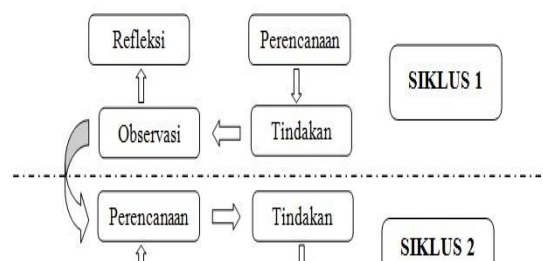 Refleksi
Perencanaan
SIKLUS 1
Observasi
Tindakan
Perencanaan
Tindakan
SIKLUS 2